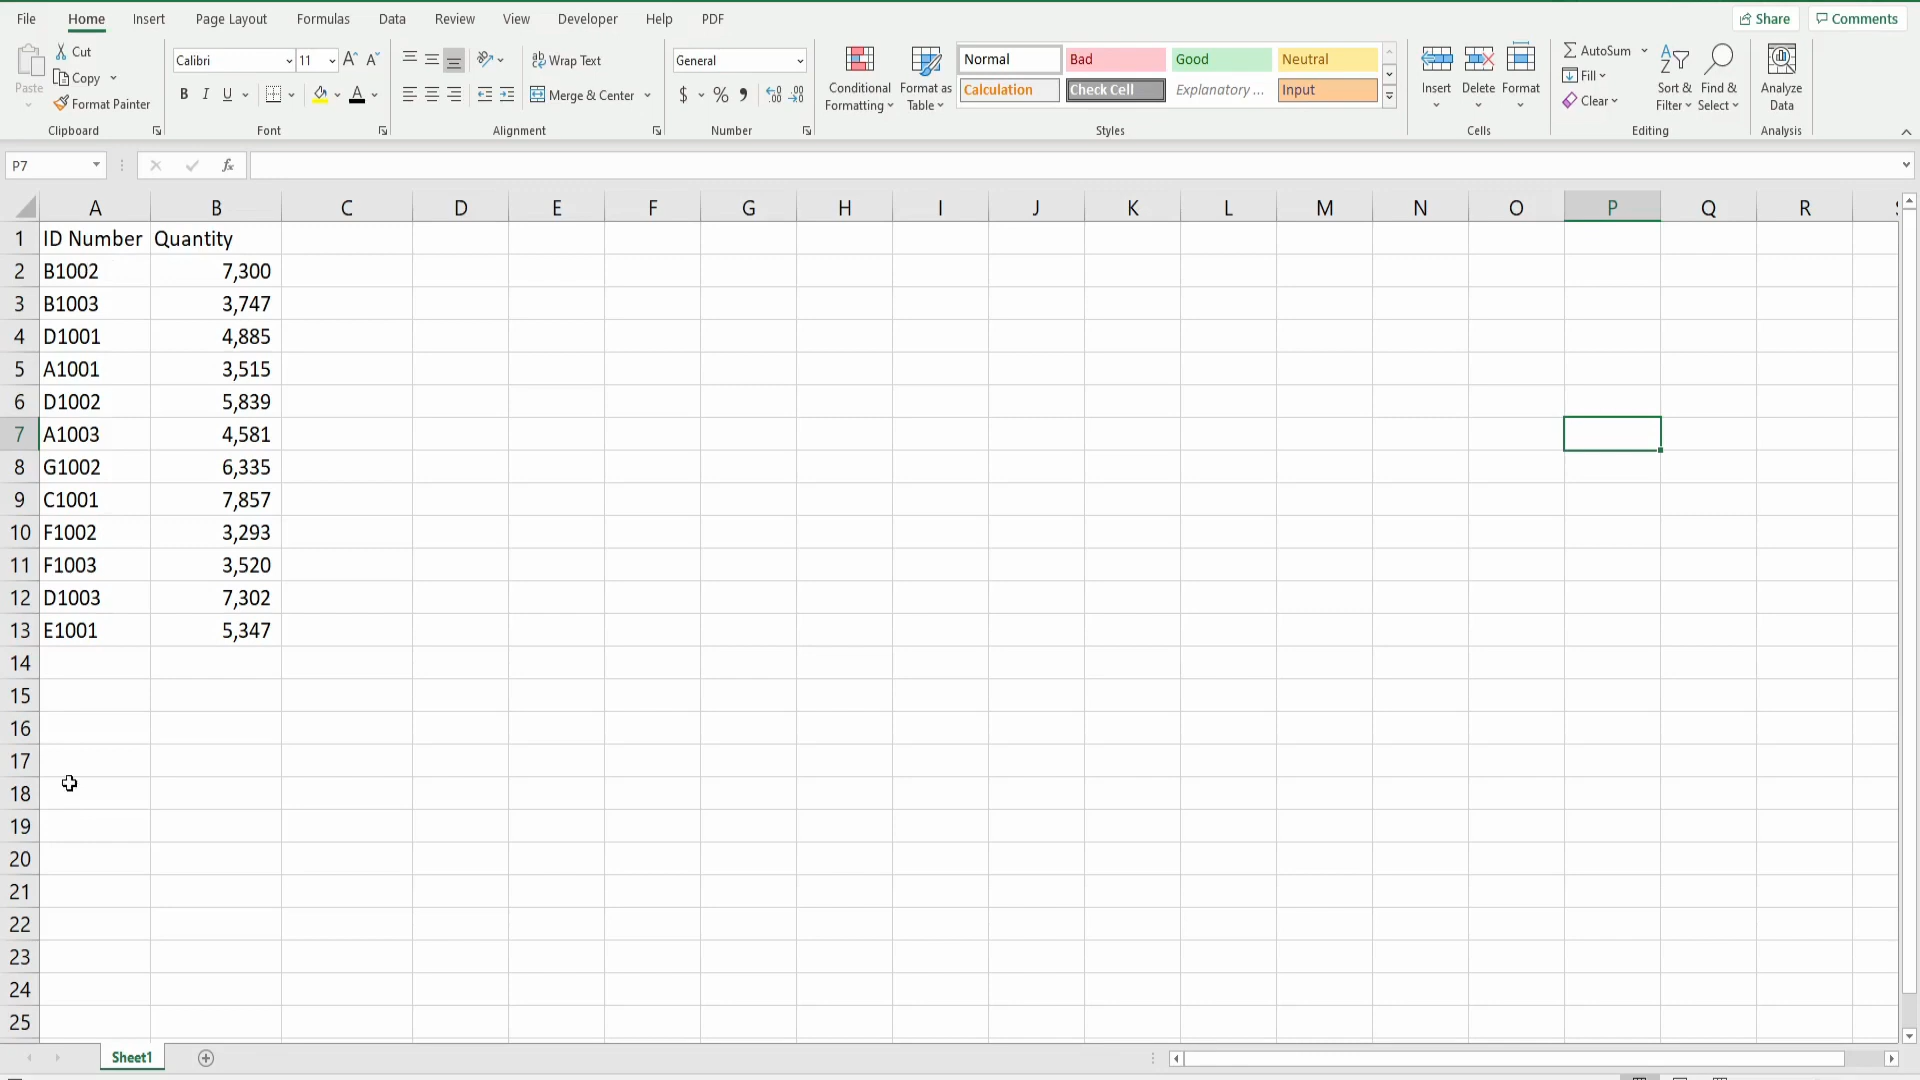 File Home Insert Page Layout Formulas Data Review View Developer Help PDF Share Comments
Paste Cut Copy Format Painter
Clipboard
Calibri 11 A A
B I U A
Font
Wrap Text
Merge & Center
Alignment
General
$ % 9
Number
Conditional Formatting
Format as Table
Normal Bad Good Neutral
Calculation Check Cell Explanatory ... Input
Styles
Insert Delete Format
Cells
AutoSum
Fill
Clear
Sort & Filter
Find & Select
Editing
Analyze Data
Analysis
P7 fx
A B C D E F G H I J K L M N O P Q R
1 ID Number Quantity
2 B1002 7,300
3 B1003 3,747
4 D1001 4,885
5 A1001 3,515
6 D1002 5,839
7 A1003 4,581
8 G1002 6,335
9 C1001 7,857
10 F1002 3,293
11 F1003 3,520
12 D1003 7,302
13 E1001 5,347
14
15
16
17
18
19
20
21
22
23
24
25
Sheet1